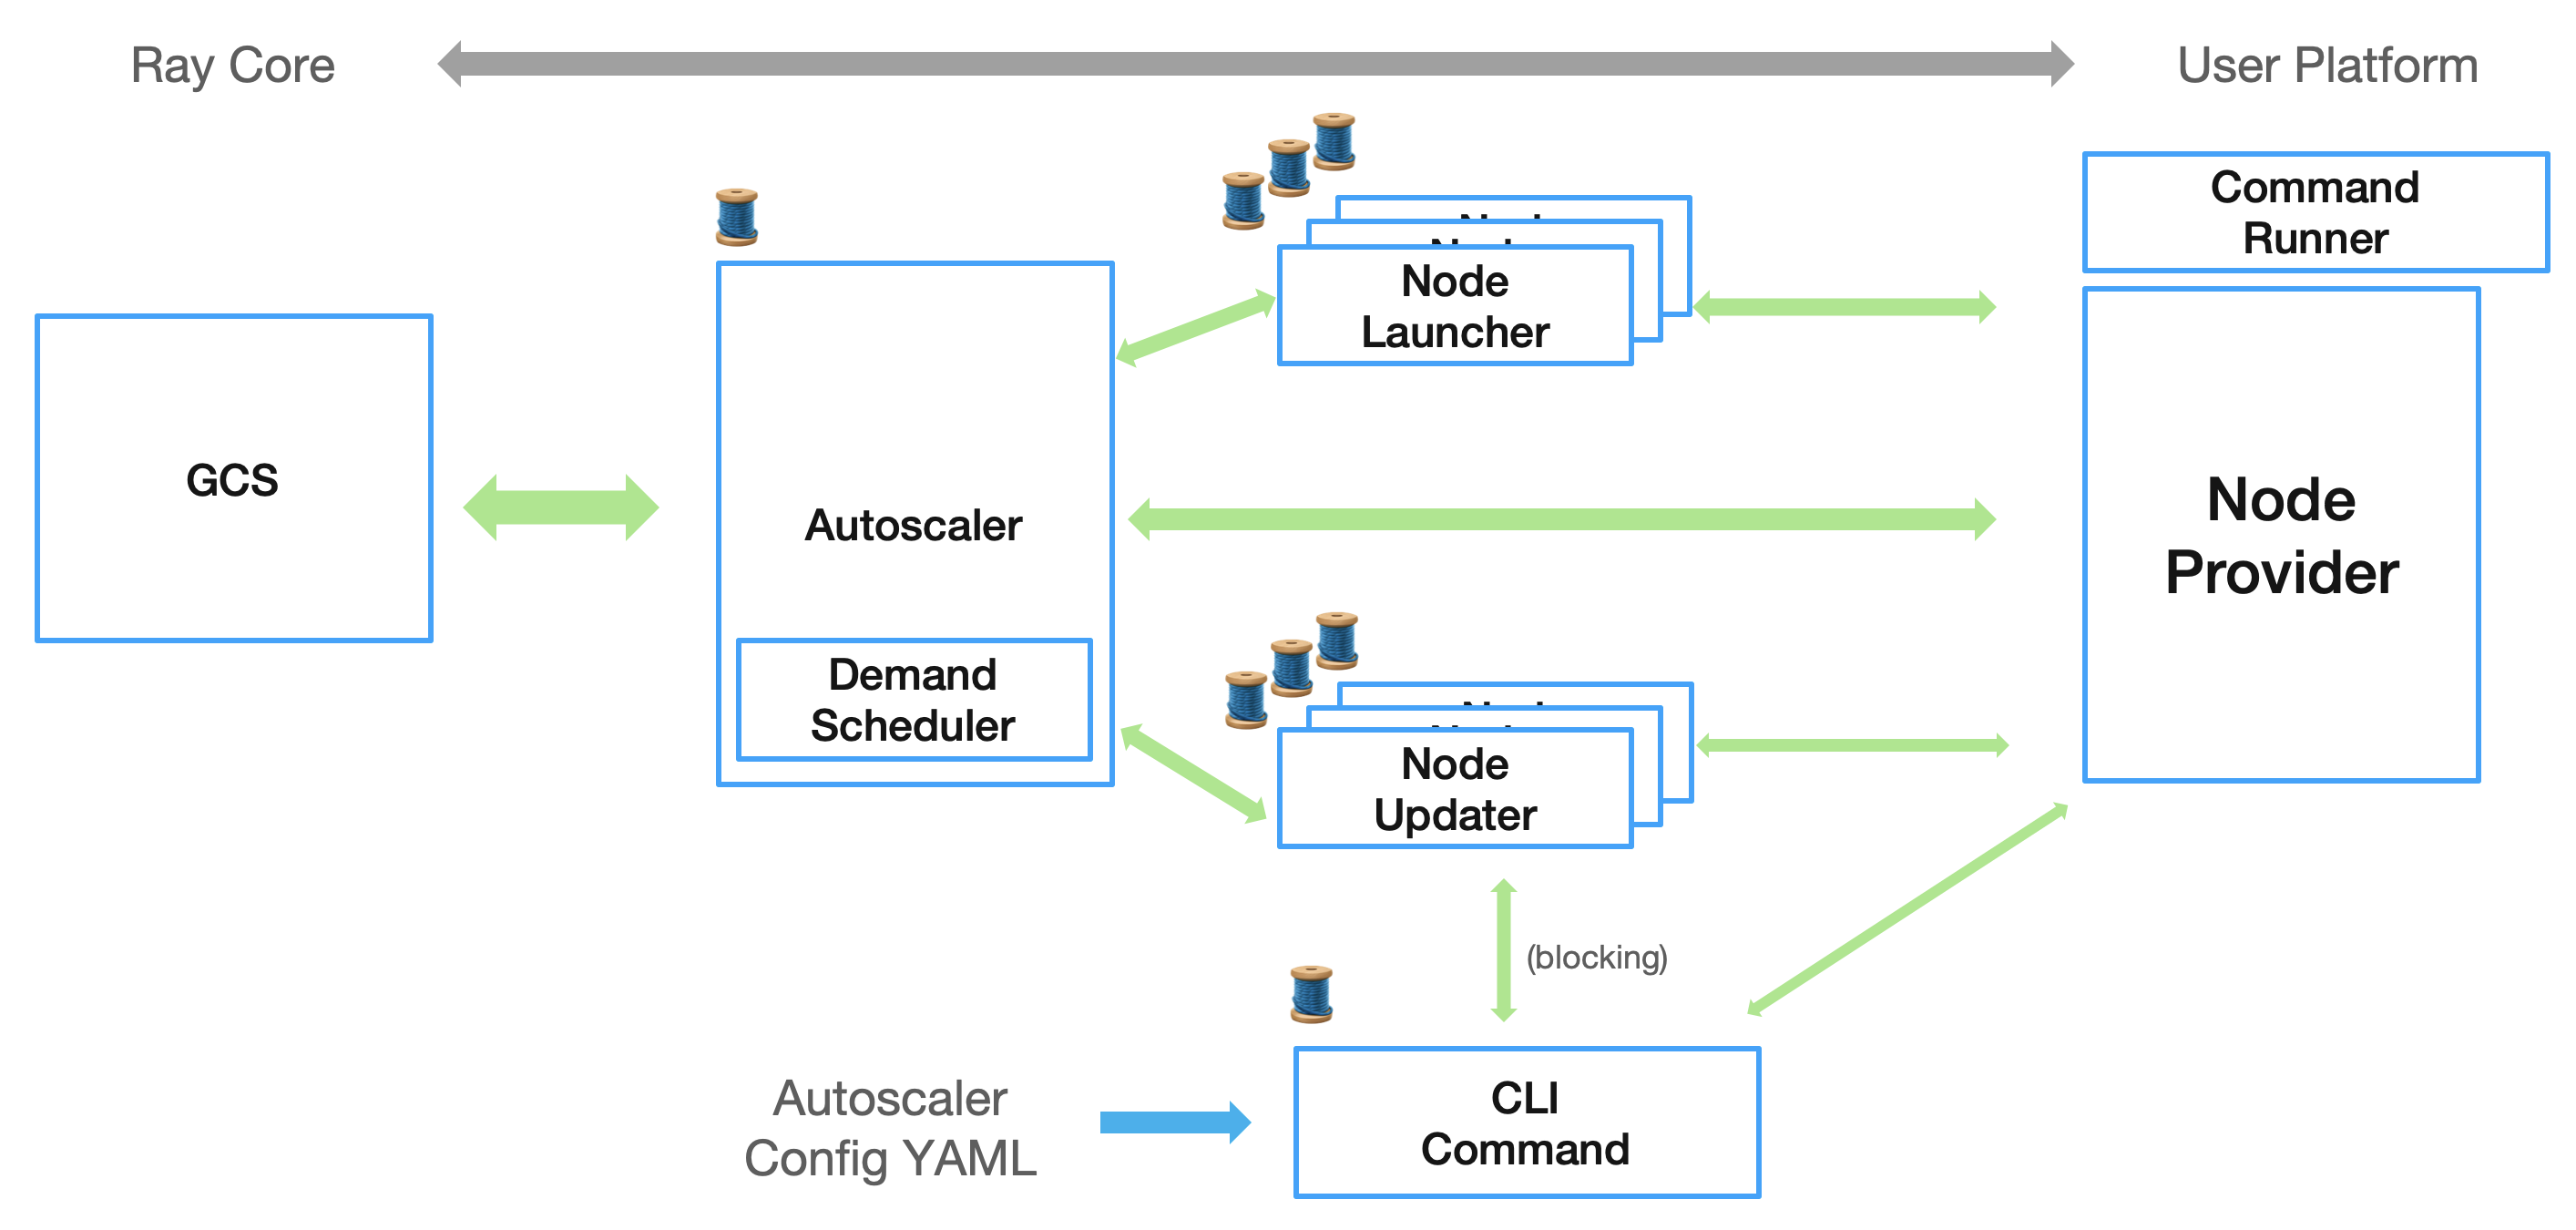 Ray Core
User Platform
Command
Runner
Node
Launcher
GCS
Autoscaler
Node
Provider
Demand
Scheduler
Node
Updater
(blocking)
Autoscaler
Config YAML
CLI
Command